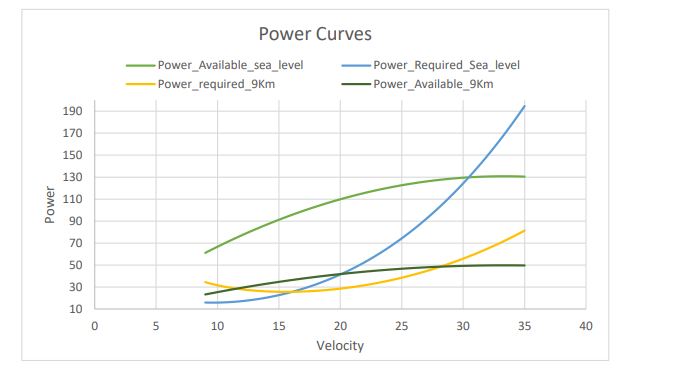 Power Curves
Power_Available_sea_level Power_Required_Sea_level
Power_required_9Km Power_Available_9Km
190
170
150
130
110
90
70
50
30
10
Power
0 5 10 15 20 25 30 35 40
Velocity